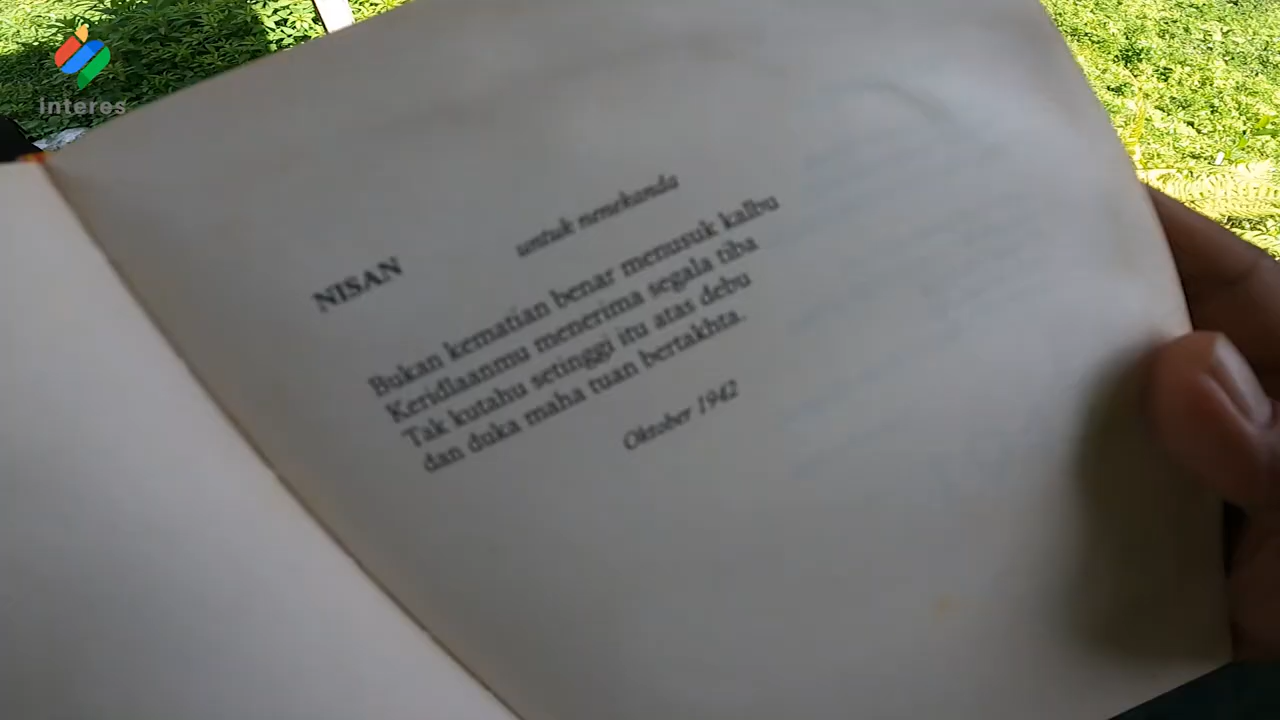 Interes
NISAN
untuk nenekanda
Bukan kematian benar menusuk kalbu
Keridlaanmu menerima segala tiba
Tak kutahu setinggi itu atas debu
dan duka maha tuan bertakhta.
Oktober 1942